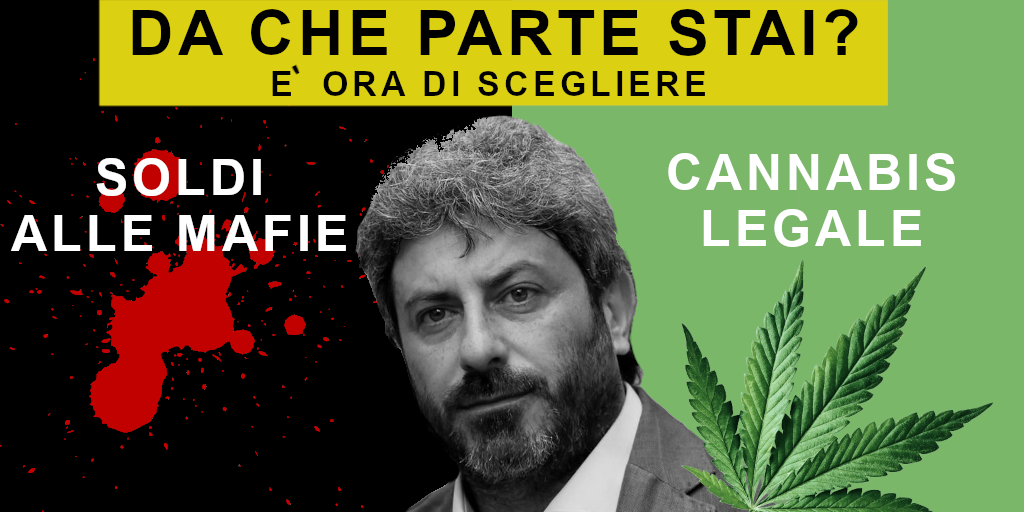 DA CHE PARTE STAI?
E` ORA DI SCEGLIERE
SOLDI
ALLE MAFIE
CANNABIS
LEGALE